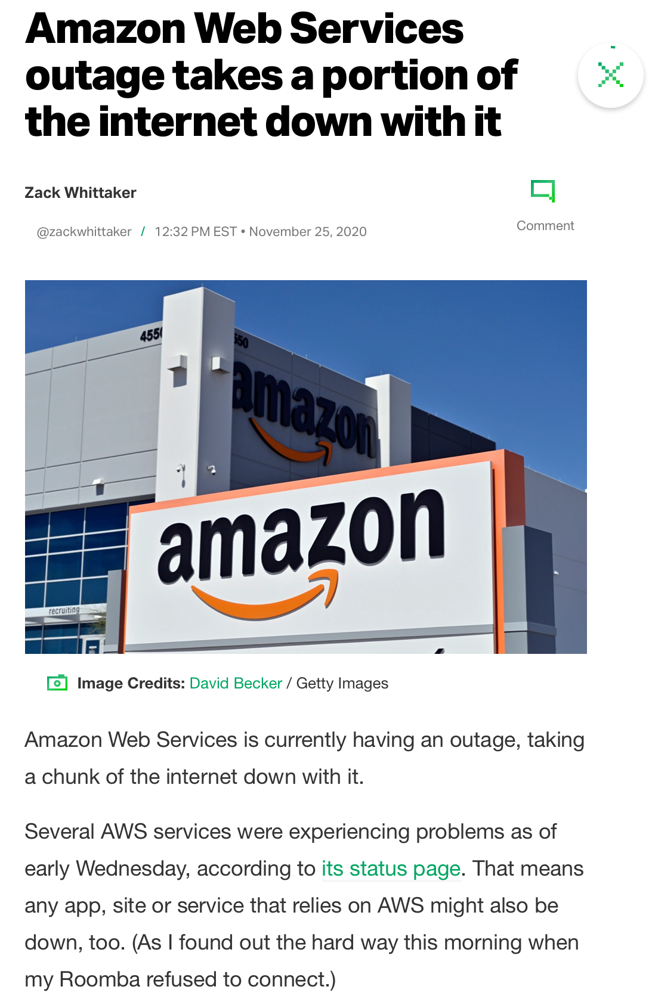 Amazon Web Services
outage takes a portion of
the internet down with it
Zack Whittaker
Comment
@zackwhittaker / 12:32 PM EST • November 25, 2020
455
550
amazon
amazon
recruiting
Image Credits: David Becker / Getty Images
Amazon Web Services is currently having an outage, taking
a chunk of the internet down with it.
Several AWS services were experiencing problems as of
early Wednesday, according to its status page. That means
any app, site or service that relies on AWS might also be
down, too. (As I found out the hard way this morning when
my Roomba refused to connect.)